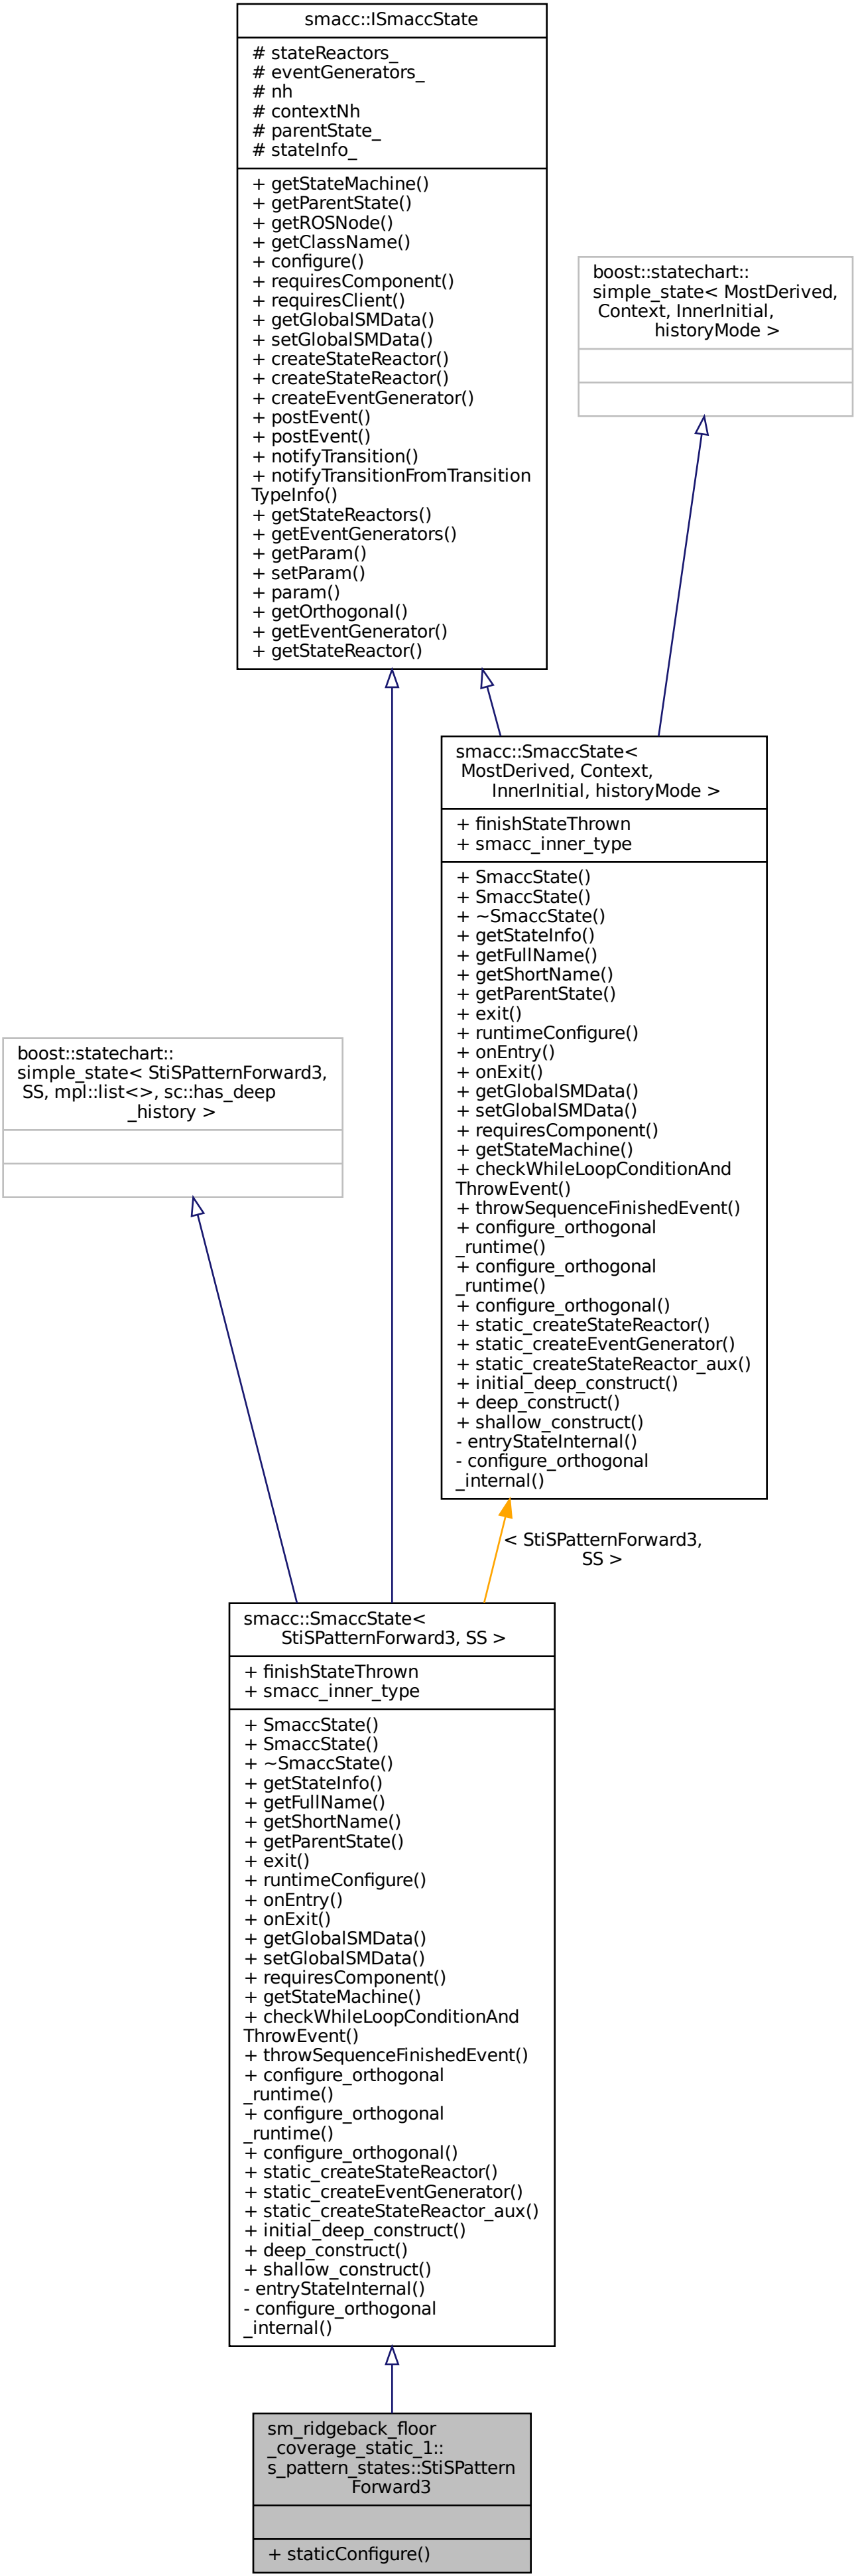 smacc::ISmaccState
# stateReactors_
# eventGenerators_
# nh
# contextNh
# parentState_
# stateInfo_
+ getStateMachine()
+ getParentState()
+ getROSNode()
+ getClassName()
+ configure()
+ requiresComponent()
+ requiresClient()
+ getGlobalSMData()
+ setGlobalSMData()
+ createStateReactor()
+ createStateReactor()
+ createEventGenerator()
+ postEvent()
+ postEvent()
+ notifyTransition()
+ notifyTransitionFromTransition
TypeInfo()
+ getStateReactors()
+ getEventGenerators()
+ getParam()
+ setParam()
+ param()
+ getOrthogonal()
+ getEventGenerator()
+ getStateReactor()
boost::statechart::
simple_state< MostDerived,
Context, InnerInitial,
historyMode >
smacc::SmaccState<
MostDerived, Context,
InnerInitial, historyMode >
+ finishStateThrown
+ smacc_inner_type
+ SmaccState()
+ SmaccState()
+ ~SmaccState()
+ getStateInfo()
+ getFullName()
+ getShortName()
+ getParentState()
+ exit()
+ runtimeConfigure()
+ onEntry()
+ onExit()
+ getGlobalSMData()
+ setGlobalSMData()
+ requiresComponent()
+ getStateMachine()
+ checkWhileLoopConditionAnd
ThrowEvent()
+ throwSequenceFinishedEvent()
+ configure_orthogonal
_runtime()
+ configure_orthogonal
_runtime()
+ configure_orthogonal()
+ static_createStateReactor()
+ static_createEventGenerator()
+ static_createStateReactor_aux()
+ initial_deep_construct()
+ deep_construct()
+ shallow_construct()
- entryStateInternal()
- configure_orthogonal
_internal()
boost::statechart::
simple_state< StiSPatternForward3,
SS, mpl::list<>, sc::has_deep
_history >
< StiSPatternForward3,
SS >
smacc::SmaccState<
StiSPatternForward3, SS >
+ finishStateThrown
+ smacc_inner_type
+ SmaccState()
+ SmaccState()
+ ~SmaccState()
+ getStateInfo()
+ getFullName()
+ getShortName()
+ getParentState()
+ exit()
+ runtimeConfigure()
+ onEntry()
+ onExit()
+ getGlobalSMData()
+ setGlobalSMData()
+ requiresComponent()
+ getStateMachine()
+ checkWhileLoopConditionAnd
ThrowEvent()
+ throwSequenceFinishedEvent()
+ configure_orthogonal
_runtime()
+ configure_orthogonal
_runtime()
+ configure_orthogonal()
+ static_createStateReactor()
+ static_createEventGenerator()
+ static_createStateReactor_aux()
+ initial_deep_construct()
+ deep_construct()
+ shallow_construct()
- entryStateInternal()
- configure_orthogonal
_internal()
sm_ridgeback_floor
_coverage_static_1::
s_pattern_states::StiSPattern
Forward3
+ staticConfigure()